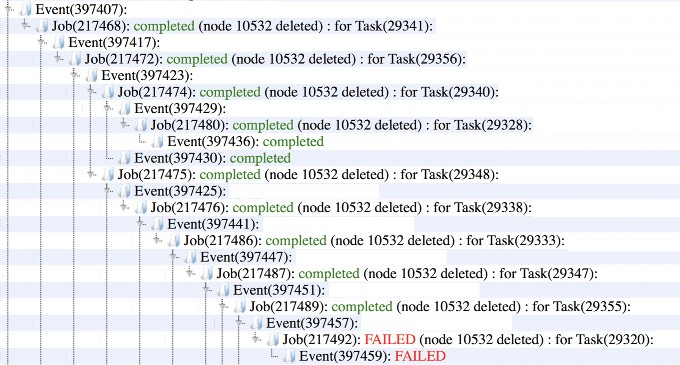 Event(397407):
Job(217468): completed (node 10532 deleted) : for Task(29341):
Event(397417):
Job(217472): completed (node 10532 deleted) : for Task(29356):
Event(397423):
Job(217474): completed (node 10532 deleted) : for Task(29340):
Event(397429):
Job(217480): completed (node 10532 deleted) : for Task(29328):
Event(397436): completed
Event(397430): completed
Job(217475): completed (node 10532 deleted) : for Task(29348):
Event(397425):
Job(217476): completed (node 10532 deleted) : for Task(29338):
Event(397441):
Job(217486): completed (node 10532 deleted) : for Task(29333):
Event(397447):
Job(217487): completed (node 10532 deleted) : for Task(29347):
Event(397451):
Job(217489): completed (node 10532 deleted) : for Task(29355):
Event(397457):
Job(217492): FAILED (node 10532 deleted) : for Task(29320):
Event(397459): FAILED